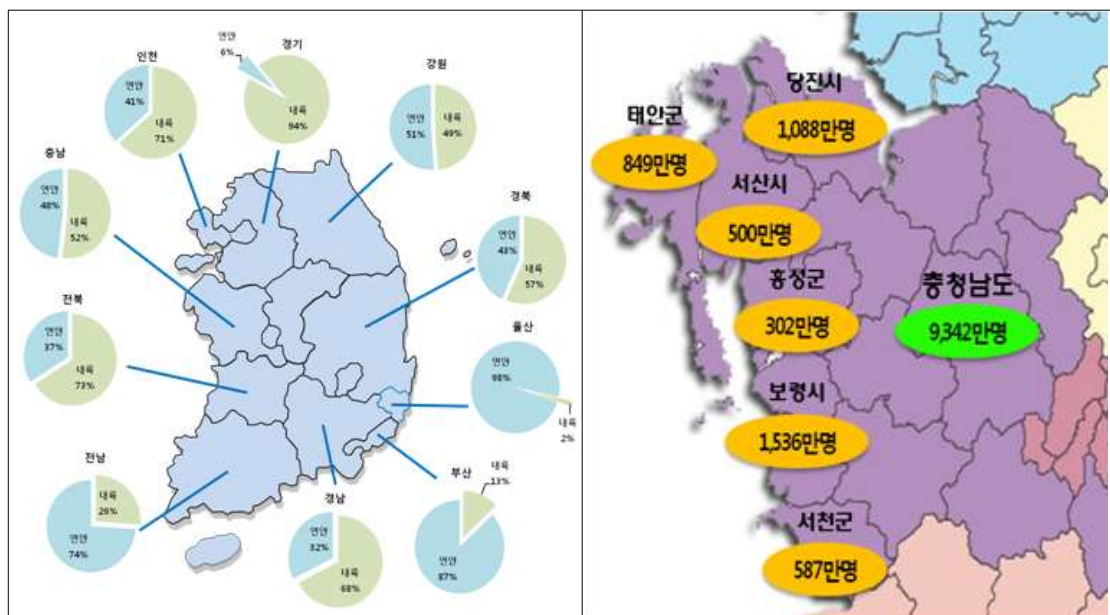 인천
연안
41%
내륙
71%
경기
연안
6%
내륙
94%
강원
연안
51%
내륙
49%
충남
연안
48%
내륙
52%
경북
연안
43%
내륙
57%
전북
연안
37%
내륙
73%
울산
연안
98%
내륙
2%
전남
내륙
26%
연안
74%
경남
연안
32%
내륙
68%
부산
내륙
13%
연안
87%
당진시
1,088만명
태안군
849만명
서산시
500만명
홍성군
302만명
충청남도
9,342만명
보령시
1,536만명
서천군
587만명